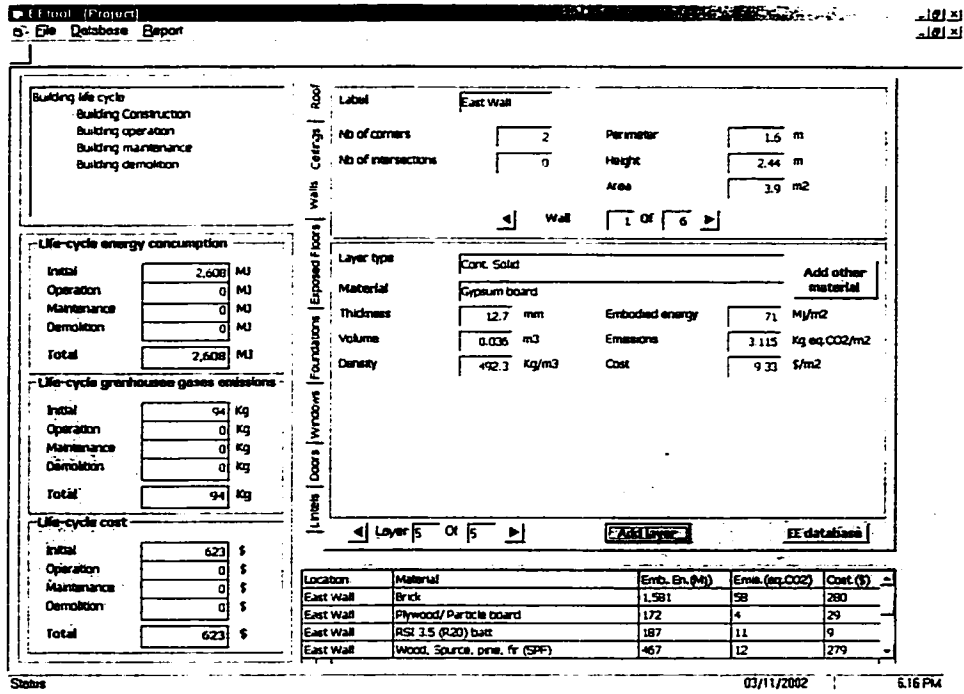 EEtool [Project]
File Database Report
Building life cycle
Building Construction
Building operation
Building maintenance
Building demolition
Life-cycle energy concumption
Initial 2,608 MJ
Operation 0 MJ
Maintenance 0 MJ
Demolition 0 MJ
Total 2,608 MJ
Life-cycle grenhousee gases emissions
Initial 94 Kg
Operation 0 Kg
Maintenance 0 Kg
Demolition 0 Kg
Total 94 Kg
Life-cycle cost
Initial 623 $
Operation 0 $
Maintenance 0 $
Demolition 0 $
Total 623 $
Lintels Doors Windows Foundations Exposed Floors Walls Ceilings Roof
Label East Wall
Nb of corners 2 Perimeter 1.6 m
Nb of intersections 0 Height 2.44 m
Area 3.9 m2
Wall 1 Of 6
Layer type Cont. Solid
Add other material
Material Gypsum board
Thickness 12.7 mm Embodied energy 71 Mj/m2
Volume 0.036 m3 Emissions 3.115 Kg eq.CO2/m2
Density 492.3 Kg/m3 Cost 9.33 $/m2
Layer 5 Of 5 Add layer EE database
Location Material Emb. En.(Mj) Emis.(eq.CO2) Cost ($)
East Wall Brick 1,581 58 280
East Wall Plywood/ Particle board 172 4 29
East Wall RSI 3.5 (R20) batt 187 11 9
East Wall Wood, Spurce, pine, fir (SPF) 467 12 279
Status 03/11/2002 6:16 PM